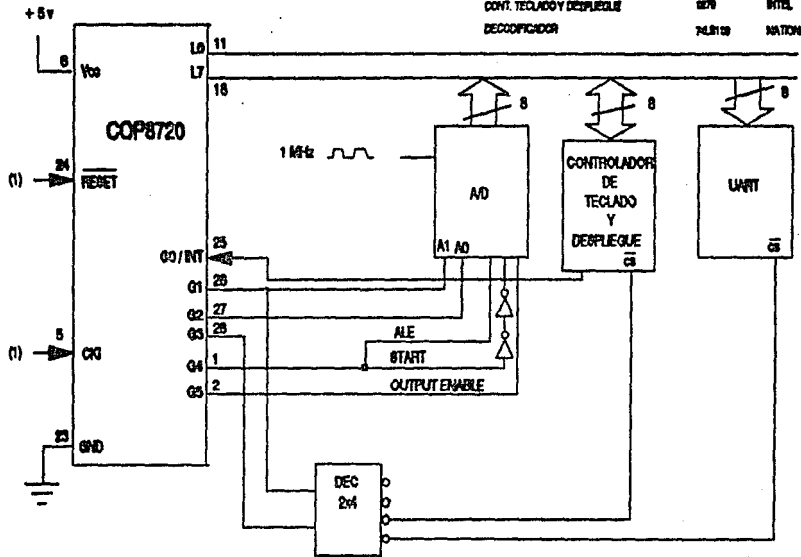 CONT. TECLADO Y DESPLIEGUE
INTEL
DECODIFICADOR
+ 5 v
6
Vcc
L0 11
L7
18
COP8720
8
8
8
1 MHz
A/D
A1 A0
CONTROLADOR
DE
TECLADO
Y
DESPLIEGUE
CS
UART
CS
(1)
24
RESET
25
G0 / INT
G1 26
G2 27
G3 28
G4 1
G5 2
ALE
START
OUTPUT ENABLE
(1)
5
CKI
23
GND
DEC
2x4